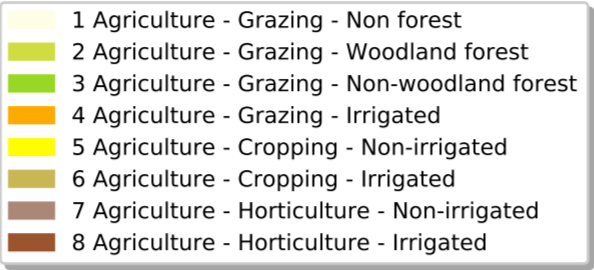 1 Agriculture - Grazing - Non forest
2 Agriculture - Grazing - Woodland forest
3 Agriculture - Grazing - Non-woodland forest
4 Agriculture - Grazing - Irrigated
5 Agriculture - Cropping - Non-irrigated
6 Agriculture - Cropping - Irrigated
7 Agriculture - Horticulture - Non-irrigated
8 Agriculture - Horticulture - Irrigated